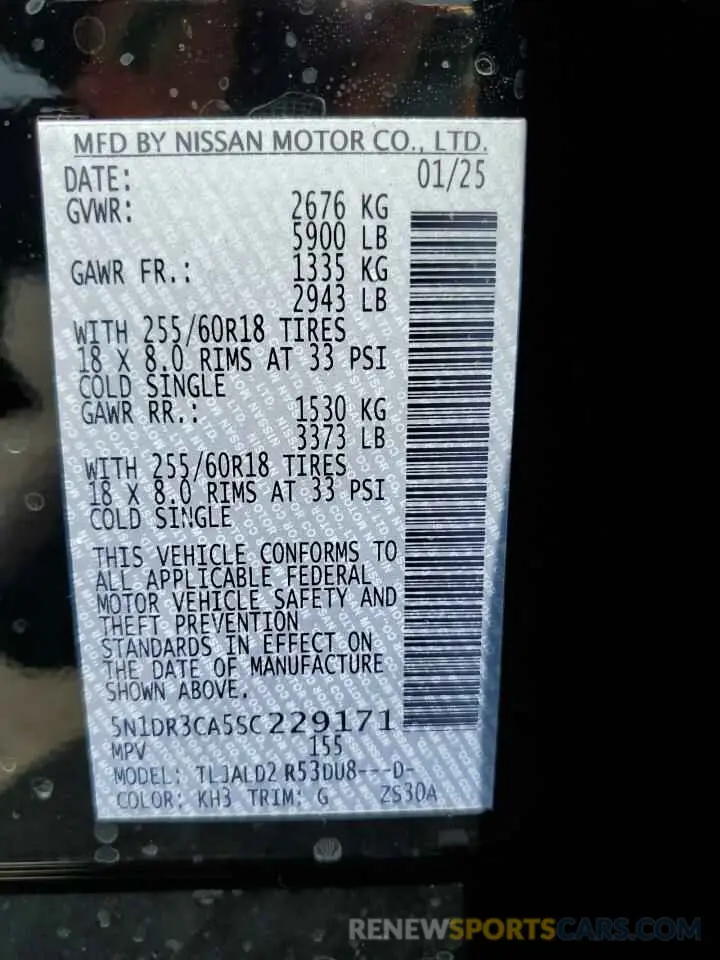 MFD BY NISSAN MOTOR CO., LTD.
DATE: 01/25
GVWR: 2676 KG
5900 LB
GAWR FR.: 1335 KG
2943 LB
WITH 255/60R18 TIRES
18 X 8.0 RIMS AT 33 PSI
COLD SINGLE
GAWR RR.: 1530 KG
3373 LB
WITH 255/60R18 TIRES
18 X 8.0 RIMS AT 33 PSI
COLD SINGLE
THIS VEHICLE CONFORMS TO
ALL APPLICABLE FEDERAL
MOTOR VEHICLE SAFETY AND
THEFT PREVENTION
STANDARDS IN EFFECT ON
THE DATE OF MANUFACTURE
SHOWN ABOVE.
5N1DR3CA5SC229171
MPV 155
MODEL: TLJALD2 R53DU8---D-
COLOR: KH3 TRIM: G ZS30A
RENEWSPORTSCARS.COM